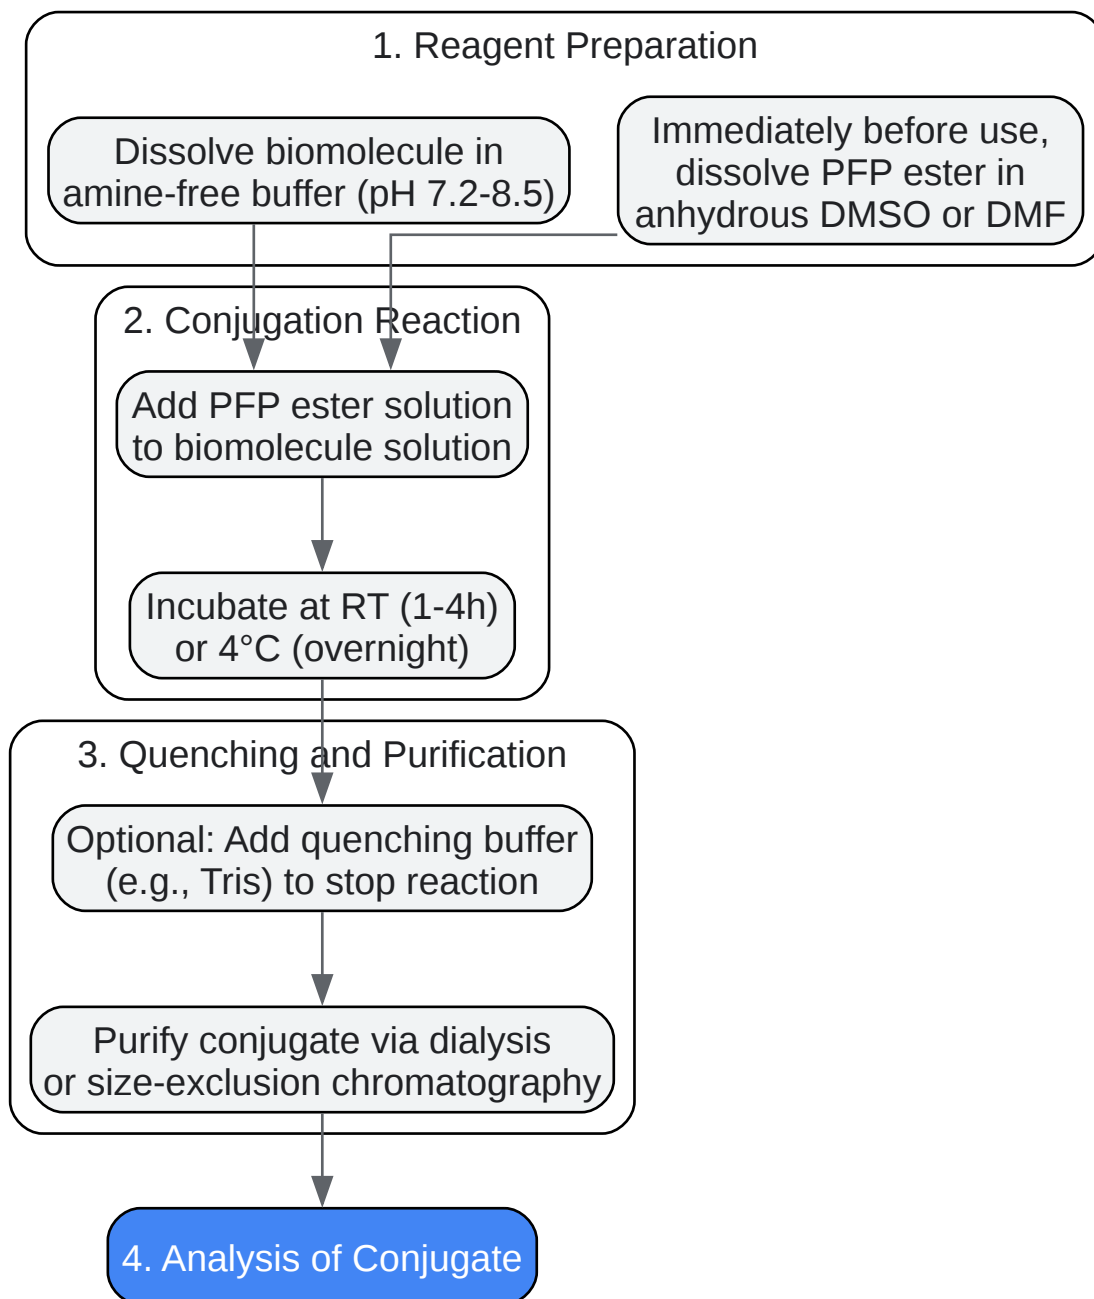 1. Reagent Preparation
Dissolve biomolecule in
amine-free buffer (pH 7.2-8.5)
Immediately before use,
dissolve PFP ester in
anhydrous DMSO or DMF
2. Conjugation Reaction
Add PFP ester solution
to biomolecule solution
Incubate at RT (1-4h)
or 4°C (overnight)
3. Quenching and Purification
Optional: Add quenching buffer
(e.g., Tris) to stop reaction
Purify conjugate via dialysis
or size-exclusion chromatography
4. Analysis of Conjugate